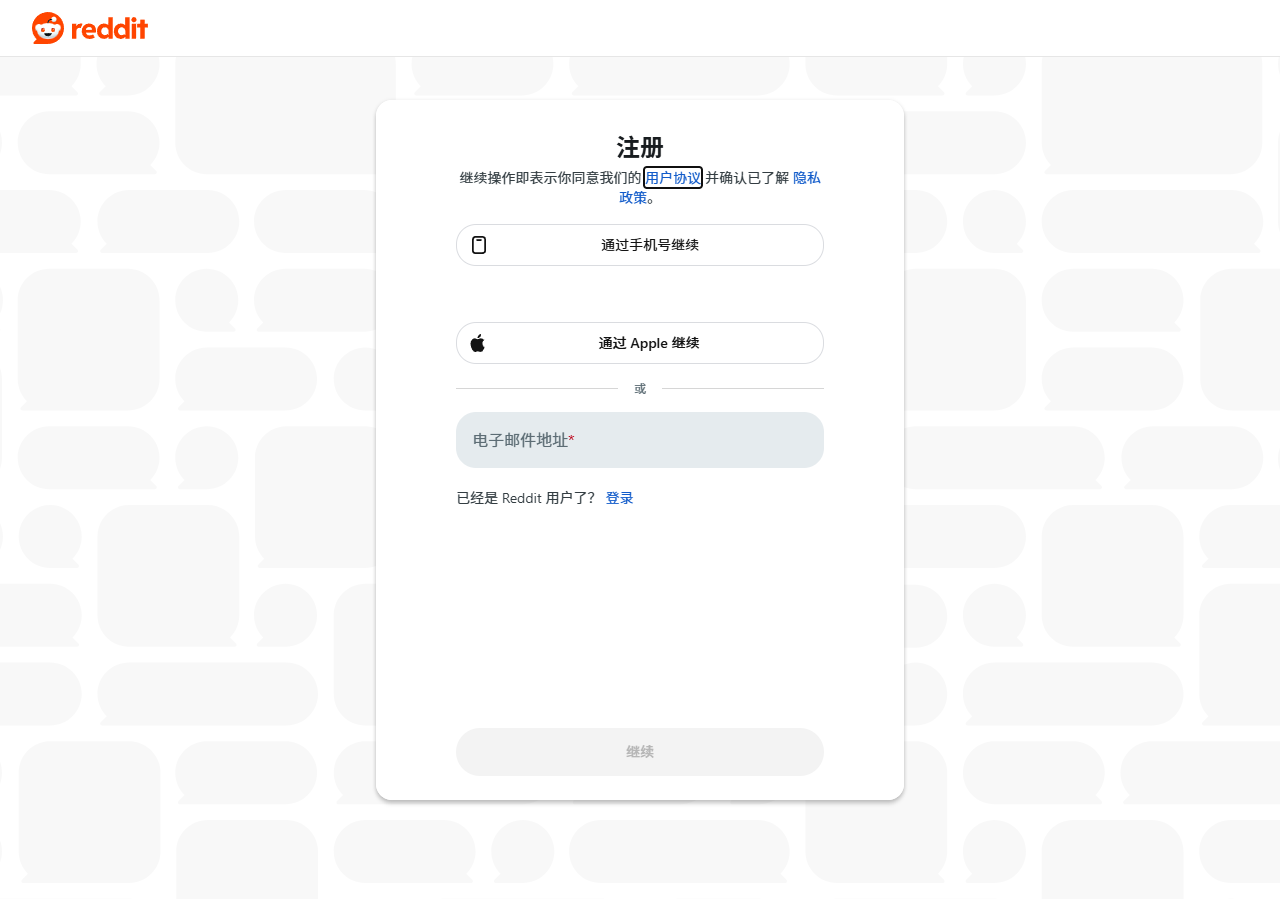 reddit
注册
继续操作即表示你同意我们的 用户协议 并确认已了解 隐私
政策。
通过手机号继续
通过 Apple 继续
或
电子邮件地址*
已经是 Reddit 用户了? 登录
继续